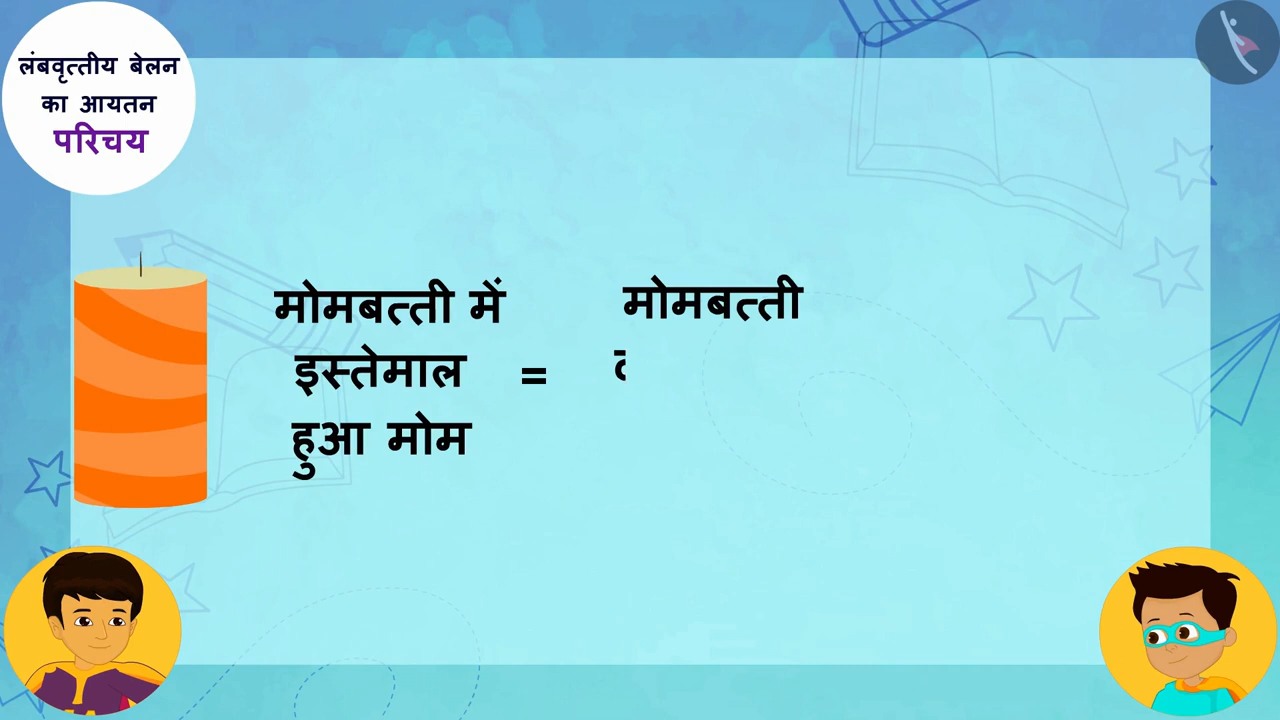 लंबवृत्तीय बेलन
का आयतन
परिचय
मोमबत्ती में
इस्तेमाल
हुआ मोम
=
मोमबत्ती